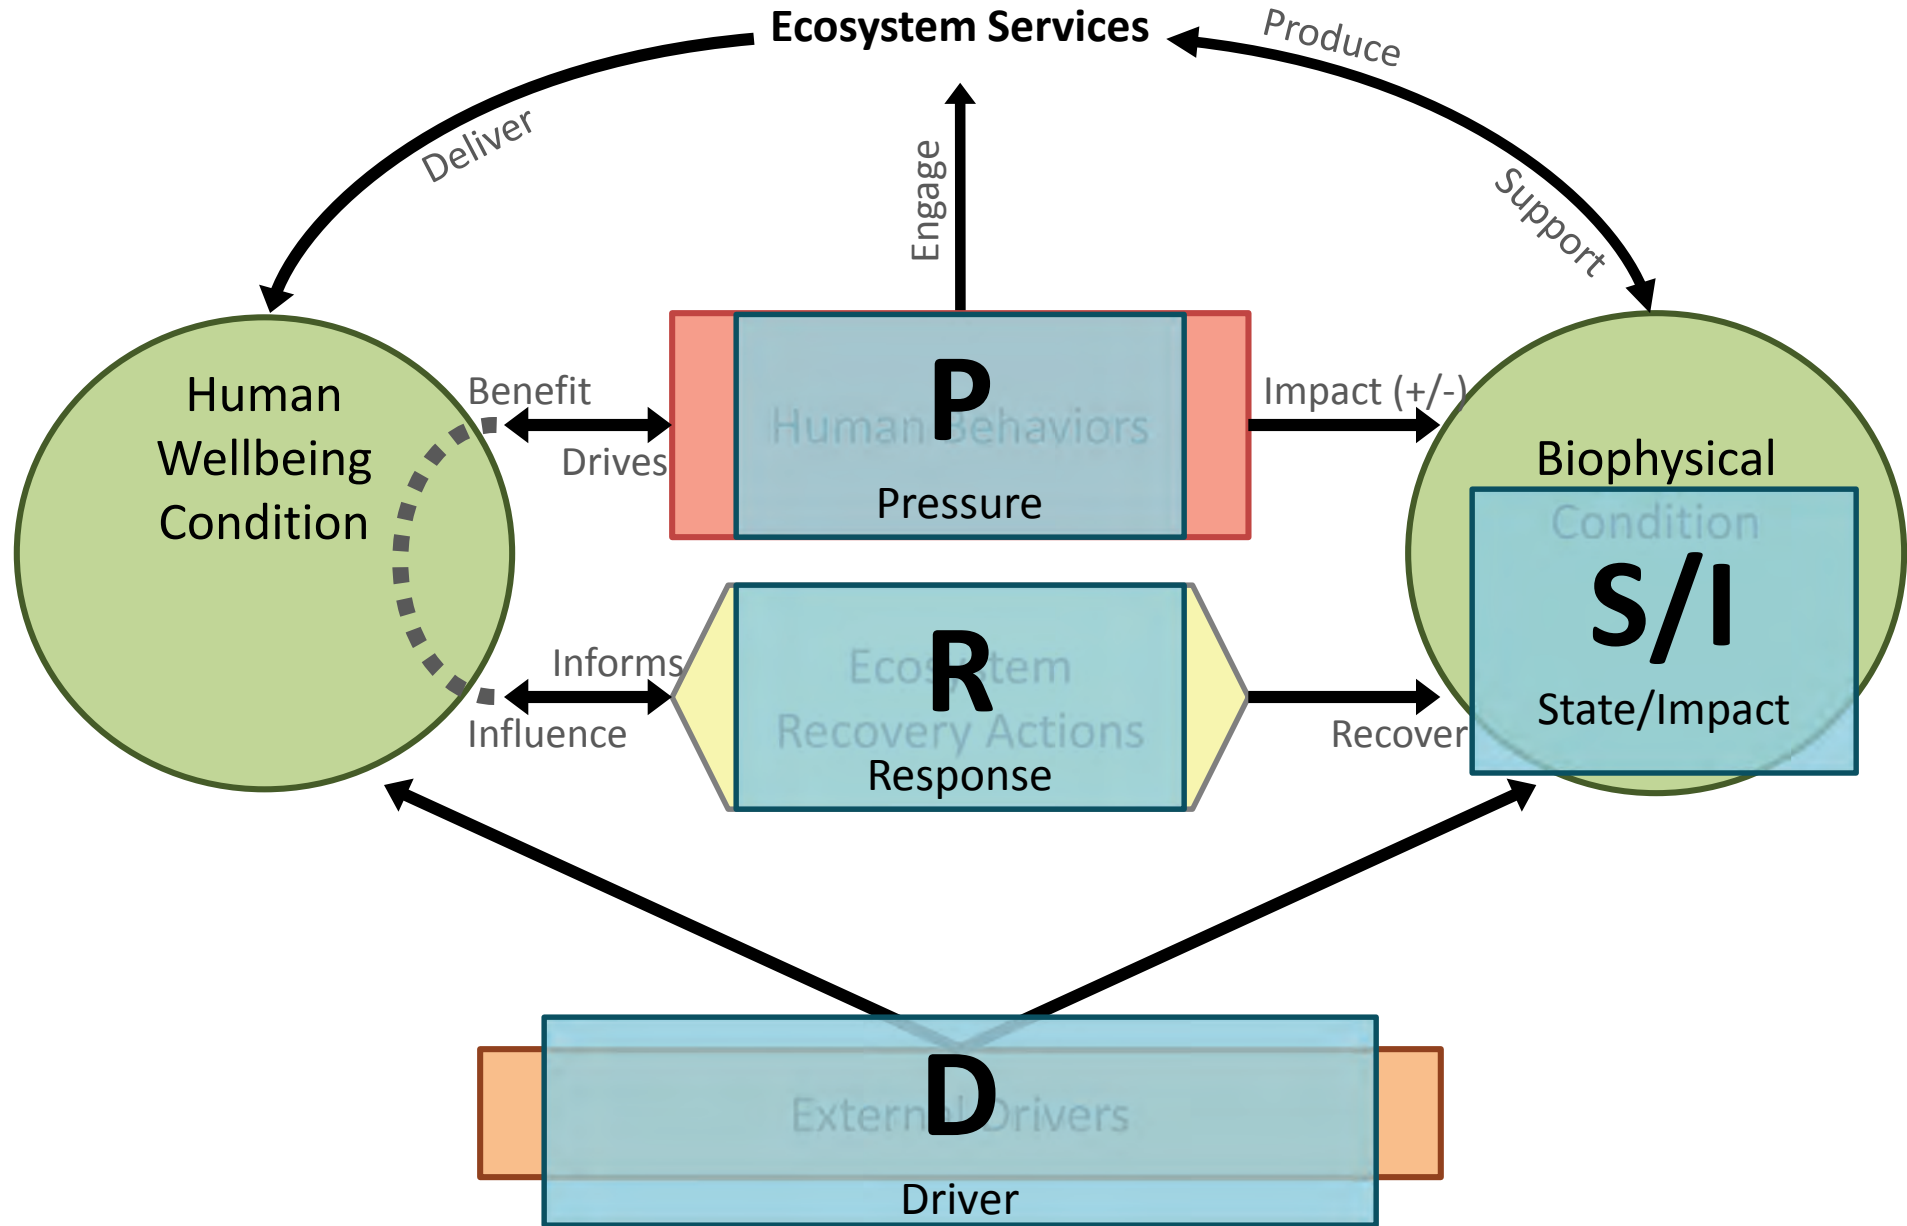 Ecosystem Services
Produce
Support
Deliver
Engage
Human
Wellbeing
Condition
Benefit
Drives
P
Human Behaviors
Pressure
Impact (+/-)
Biophysical
Condition
S/I
State/Impact
Informs
Influence
R
Ecosystem
Recovery Actions
Response
Recover
D
External Drivers
Driver